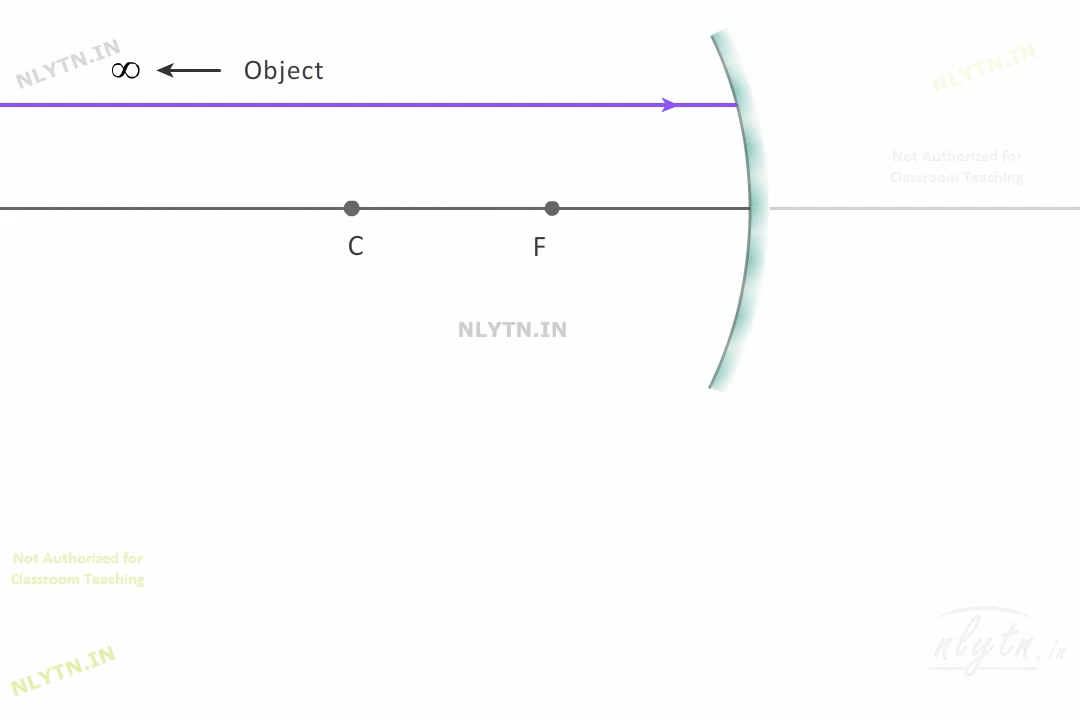 NLYTN.IN
∞ Object
NLYTN.IN
Not Authorized for
Classroom Teaching
C
F
NLYTN.IN
Not Authorized for
Classroom Teaching
nlytn.in
NLYTN.IN